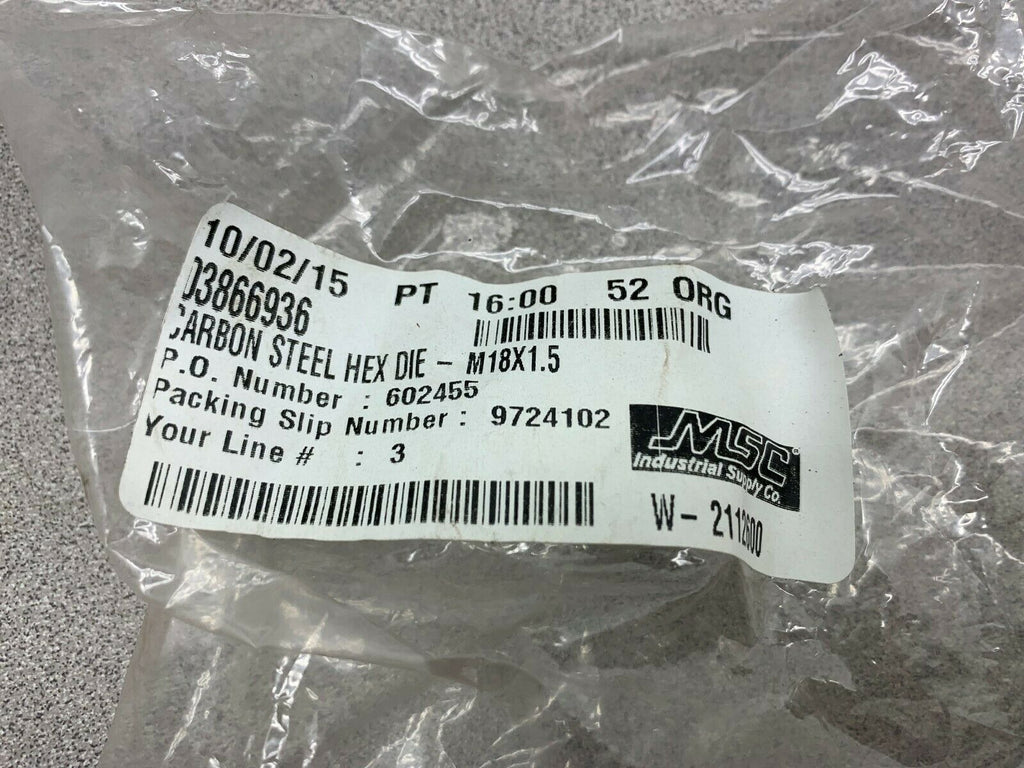 10/02/15 PT 16:00 52 ORG
03866936
CARBON STEEL HEX DIE - M18X1.5
P.O. Number : 602455
Packing Slip Number : 9724102
Your Line # : 3
MSC
Industrial Supply Co.
W- 2112600